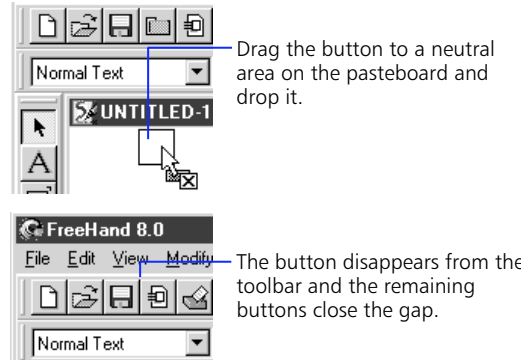 Normal Text
UNTITLED-1
A
Drag the button to a neutral
area on the pasteboard and
drop it.
FreeHand 8.0
File Edit View Modify
Normal Text
The button disappears from the
toolbar and the remaining
buttons close the gap.